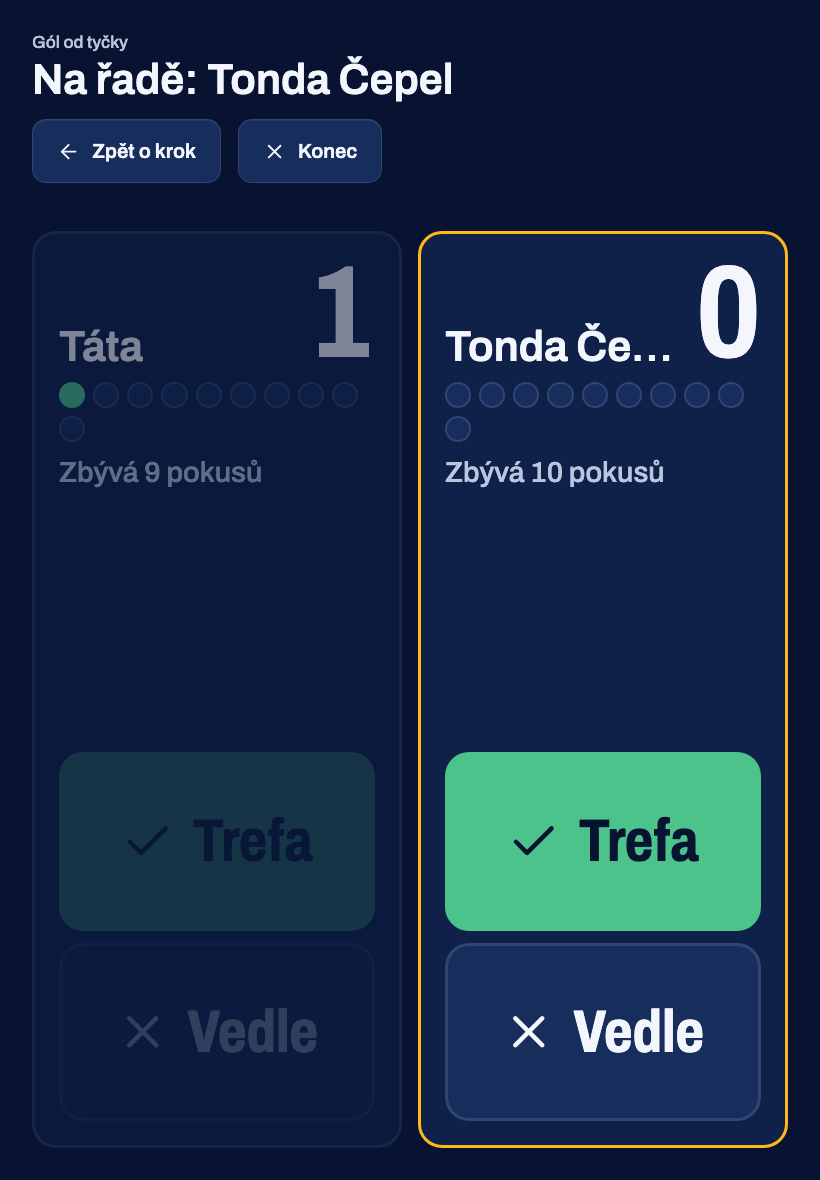 Gól od tyčky
Na řadě: Tonda Čepel
Zpět o krok
Konec
Táta
1
Zbývá 9 pokusů
Trefa
Vedle
Tonda Če…
0
Zbývá 10 pokusů
Trefa
Vedle